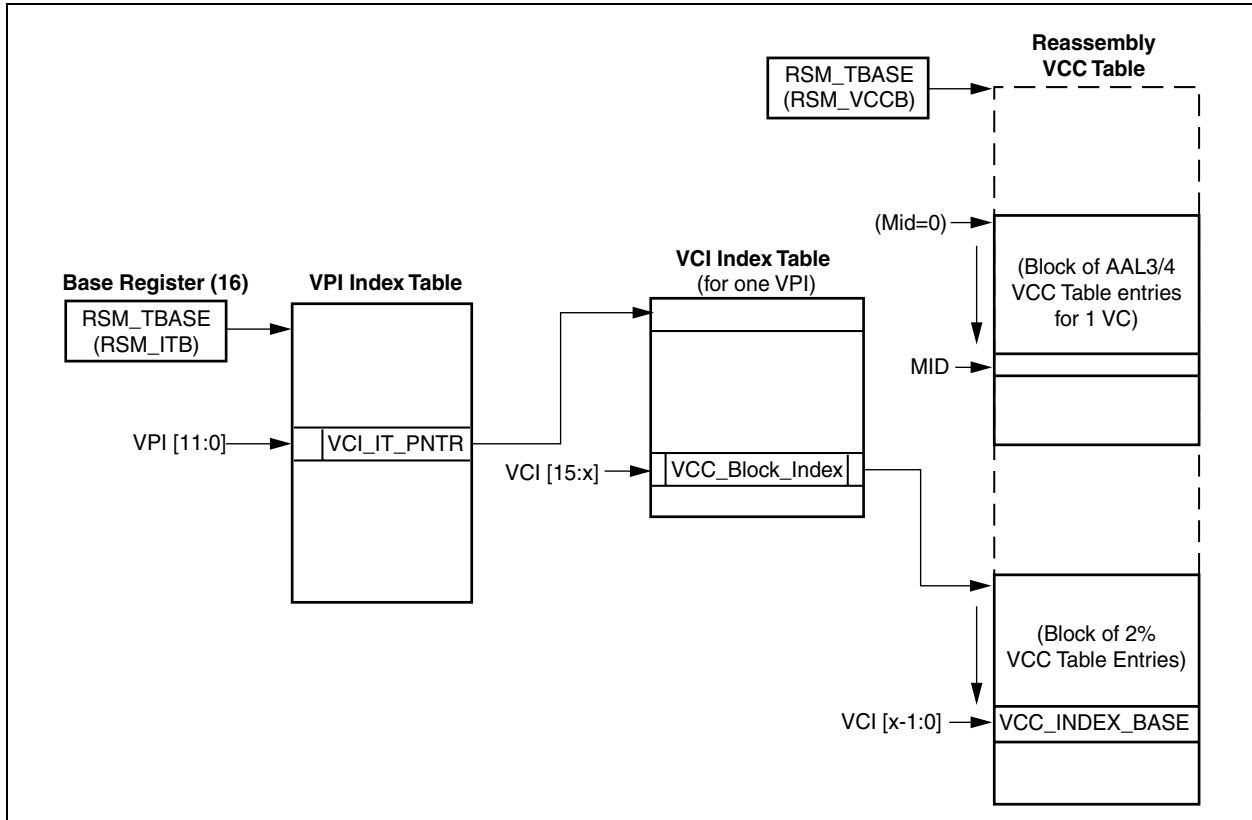 Reassembly
VCC Table
RSM_TBASE
(RSM_VCCB)
(Mid=0)
(Block of AAL3/4
VCC Table entries
for 1 VC)
MID
Base Register (16)
RSM_TBASE
(RSM_ITB)
VPI Index Table
VPI [11:0]
VCI_IT_PNTR
VCI Index Table
(for one VPI)
VCI [15:x]
VCC_Block_Index
(Block of 2%
VCC Table Entries)
VCI [x-1:0]
VCC_INDEX_BASE